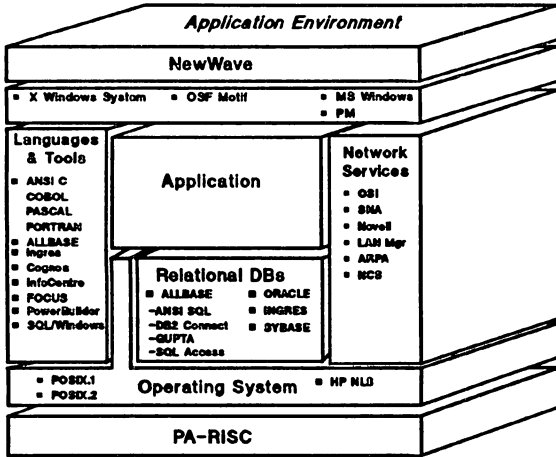 Application Environment
NewWave
▪ X Windows System ▪ OSF Motif ▪ MS Windows
▪ PM
Languages
& Tools
▪ ANSI C
COBOL
PASCAL
FORTRAN
▪ ALLBASE
▪ Ingres
▪ Cognos
▪ InfoCentre
▪ FOCUS
▪ PowerBuilder
▪ SQL/Windows
Application
Network
Services
▪ OSI
▪ SNA
▪ Novell
▪ LAN Mgr
▪ ARPA
▪ NCS
Relational DBs
▪ ALLBASE ▪ ORACLE
-ANSI SQL ▪ INGRES
-DB2 Connect ▪ SYBASE
-GUPTA
-SQL Access
▪ POSIX.1 Operating System ▪ HP NLS
▪ POSIX.2
PA-RISC